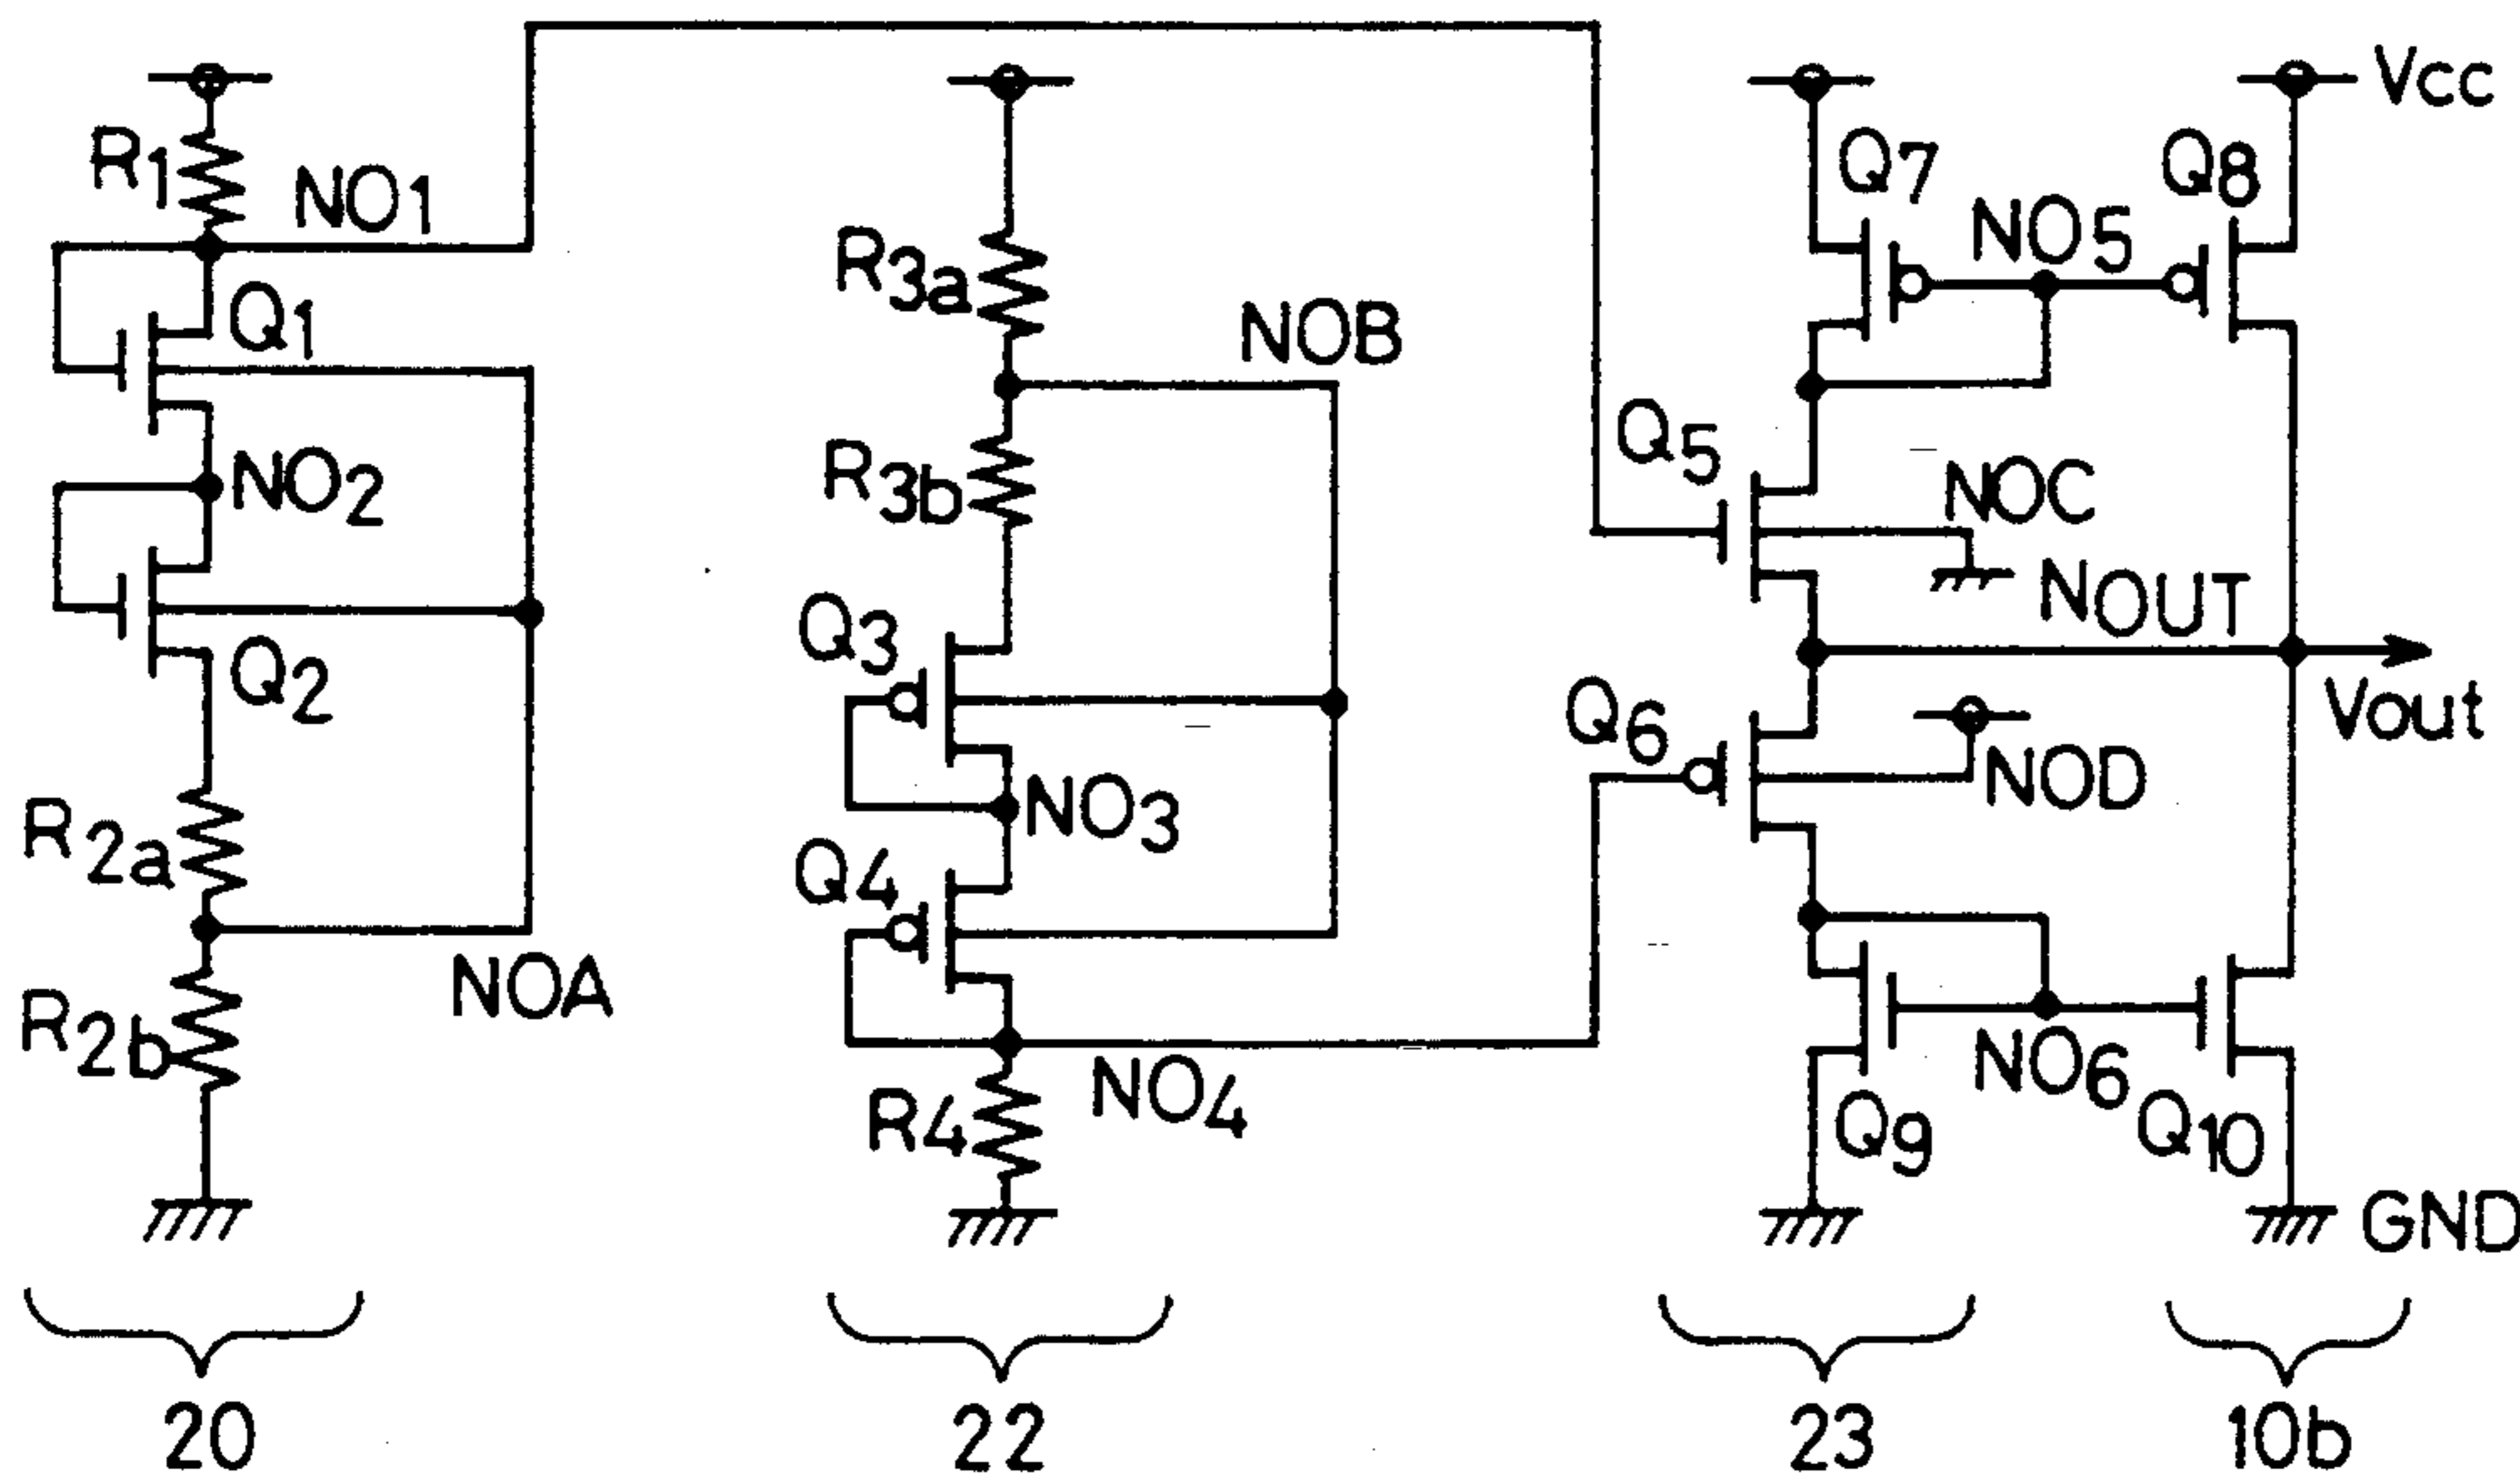 Vcc
R1
NO1
Q1
NO2
Q2
R2a
NOA
R2b
R3a
NOB
R3b
Q3
NO3
Q4
NO4
R4
Q7
NO5
Q8
Q5
NOC
NOUT
Vout
Q6
NOD
NO6
Q9
Q10
GND
20
22
23
10b